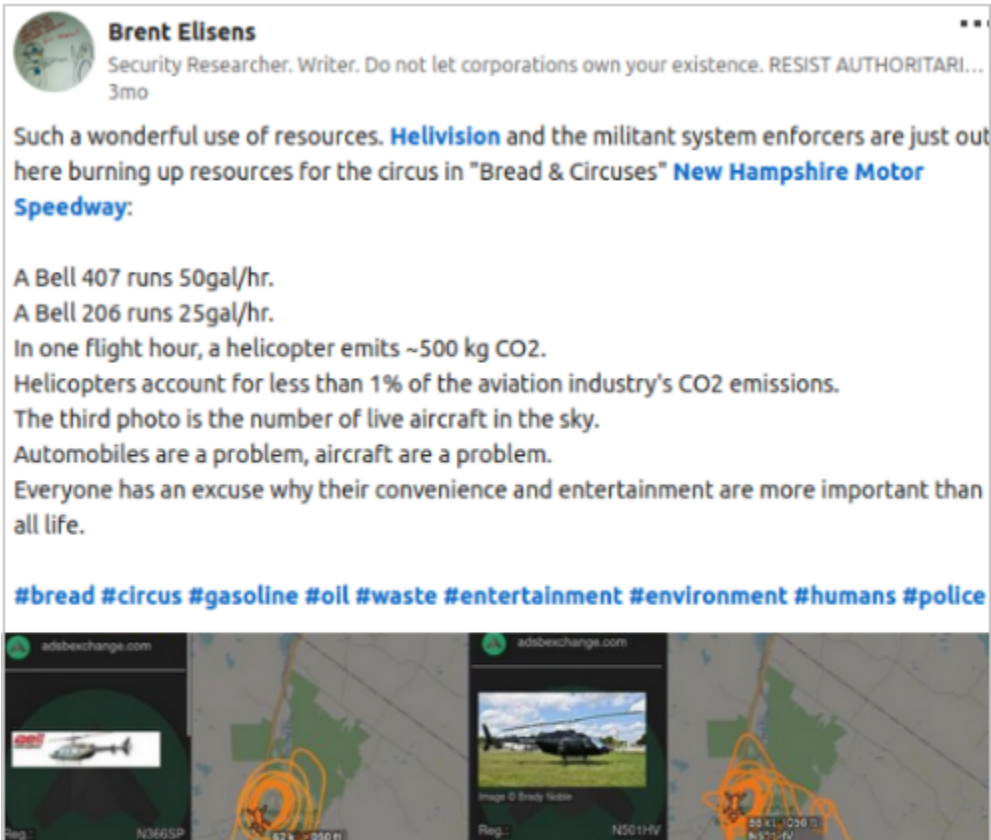 Brent Elisens
Security Researcher. Writer. Do not let corporations own your existence. RESIST AUTHORITARI...
3mo
Such a wonderful use of resources. Helivision and the militant system enforcers are just out
here burning up resources for the circus in "Bread & Circuses" New Hampshire Motor
Speedway:
A Bell 407 runs 50gal/hr.
A Bell 206 runs 25gal/hr.
In one flight hour, a helicopter emits ~500 kg CO2.
Helicopters account for less than 1% of the aviation industry's CO2 emissions.
The third photo is the number of live aircraft in the sky.
Automobiles are a problem, aircraft are a problem.
Everyone has an excuse why their convenience and entertainment are more important than
all life.
#bread #circus #gasoline #oil #waste #entertainment #environment #humans #police
adsbexchange.com
adsbexchange.com
Image © Brady Noble
Reg.: N366SP
Reg.: N501HV
N501HV